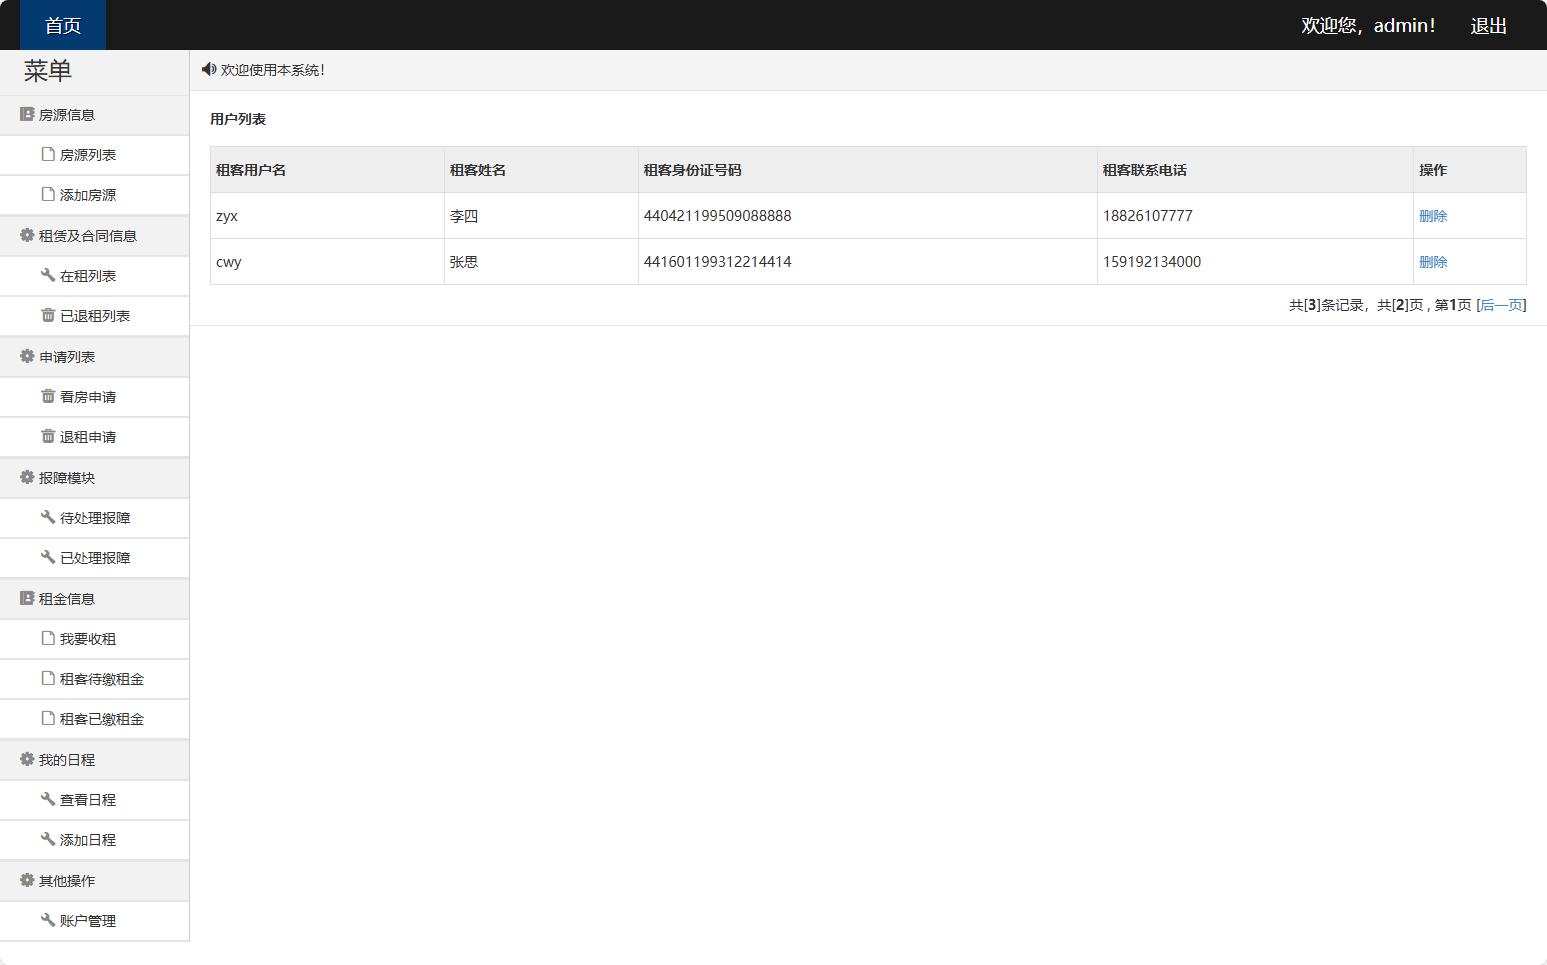 首页
欢迎您，admin!
退出
菜单
欢迎使用本系统!
房源信息
房源列表
添加房源
租赁及合同信息
在租列表
已退租列表
申请列表
看房申请
退租申请
报障模块
待处理报障
已处理报障
租金信息
我要收租
租客待缴租金
租客已缴租金
我的日程
查看日程
添加日程
其他操作
账户管理
用户列表
租客用户名 租客姓名 租客身份证号码 租客联系电话 操作
zyx 李四 440421199509088888 18826107777 删除
cwy 张思 441601199312214414 159192134000 删除
共[3]条记录，共[2]页 , 第1页 [后一页]